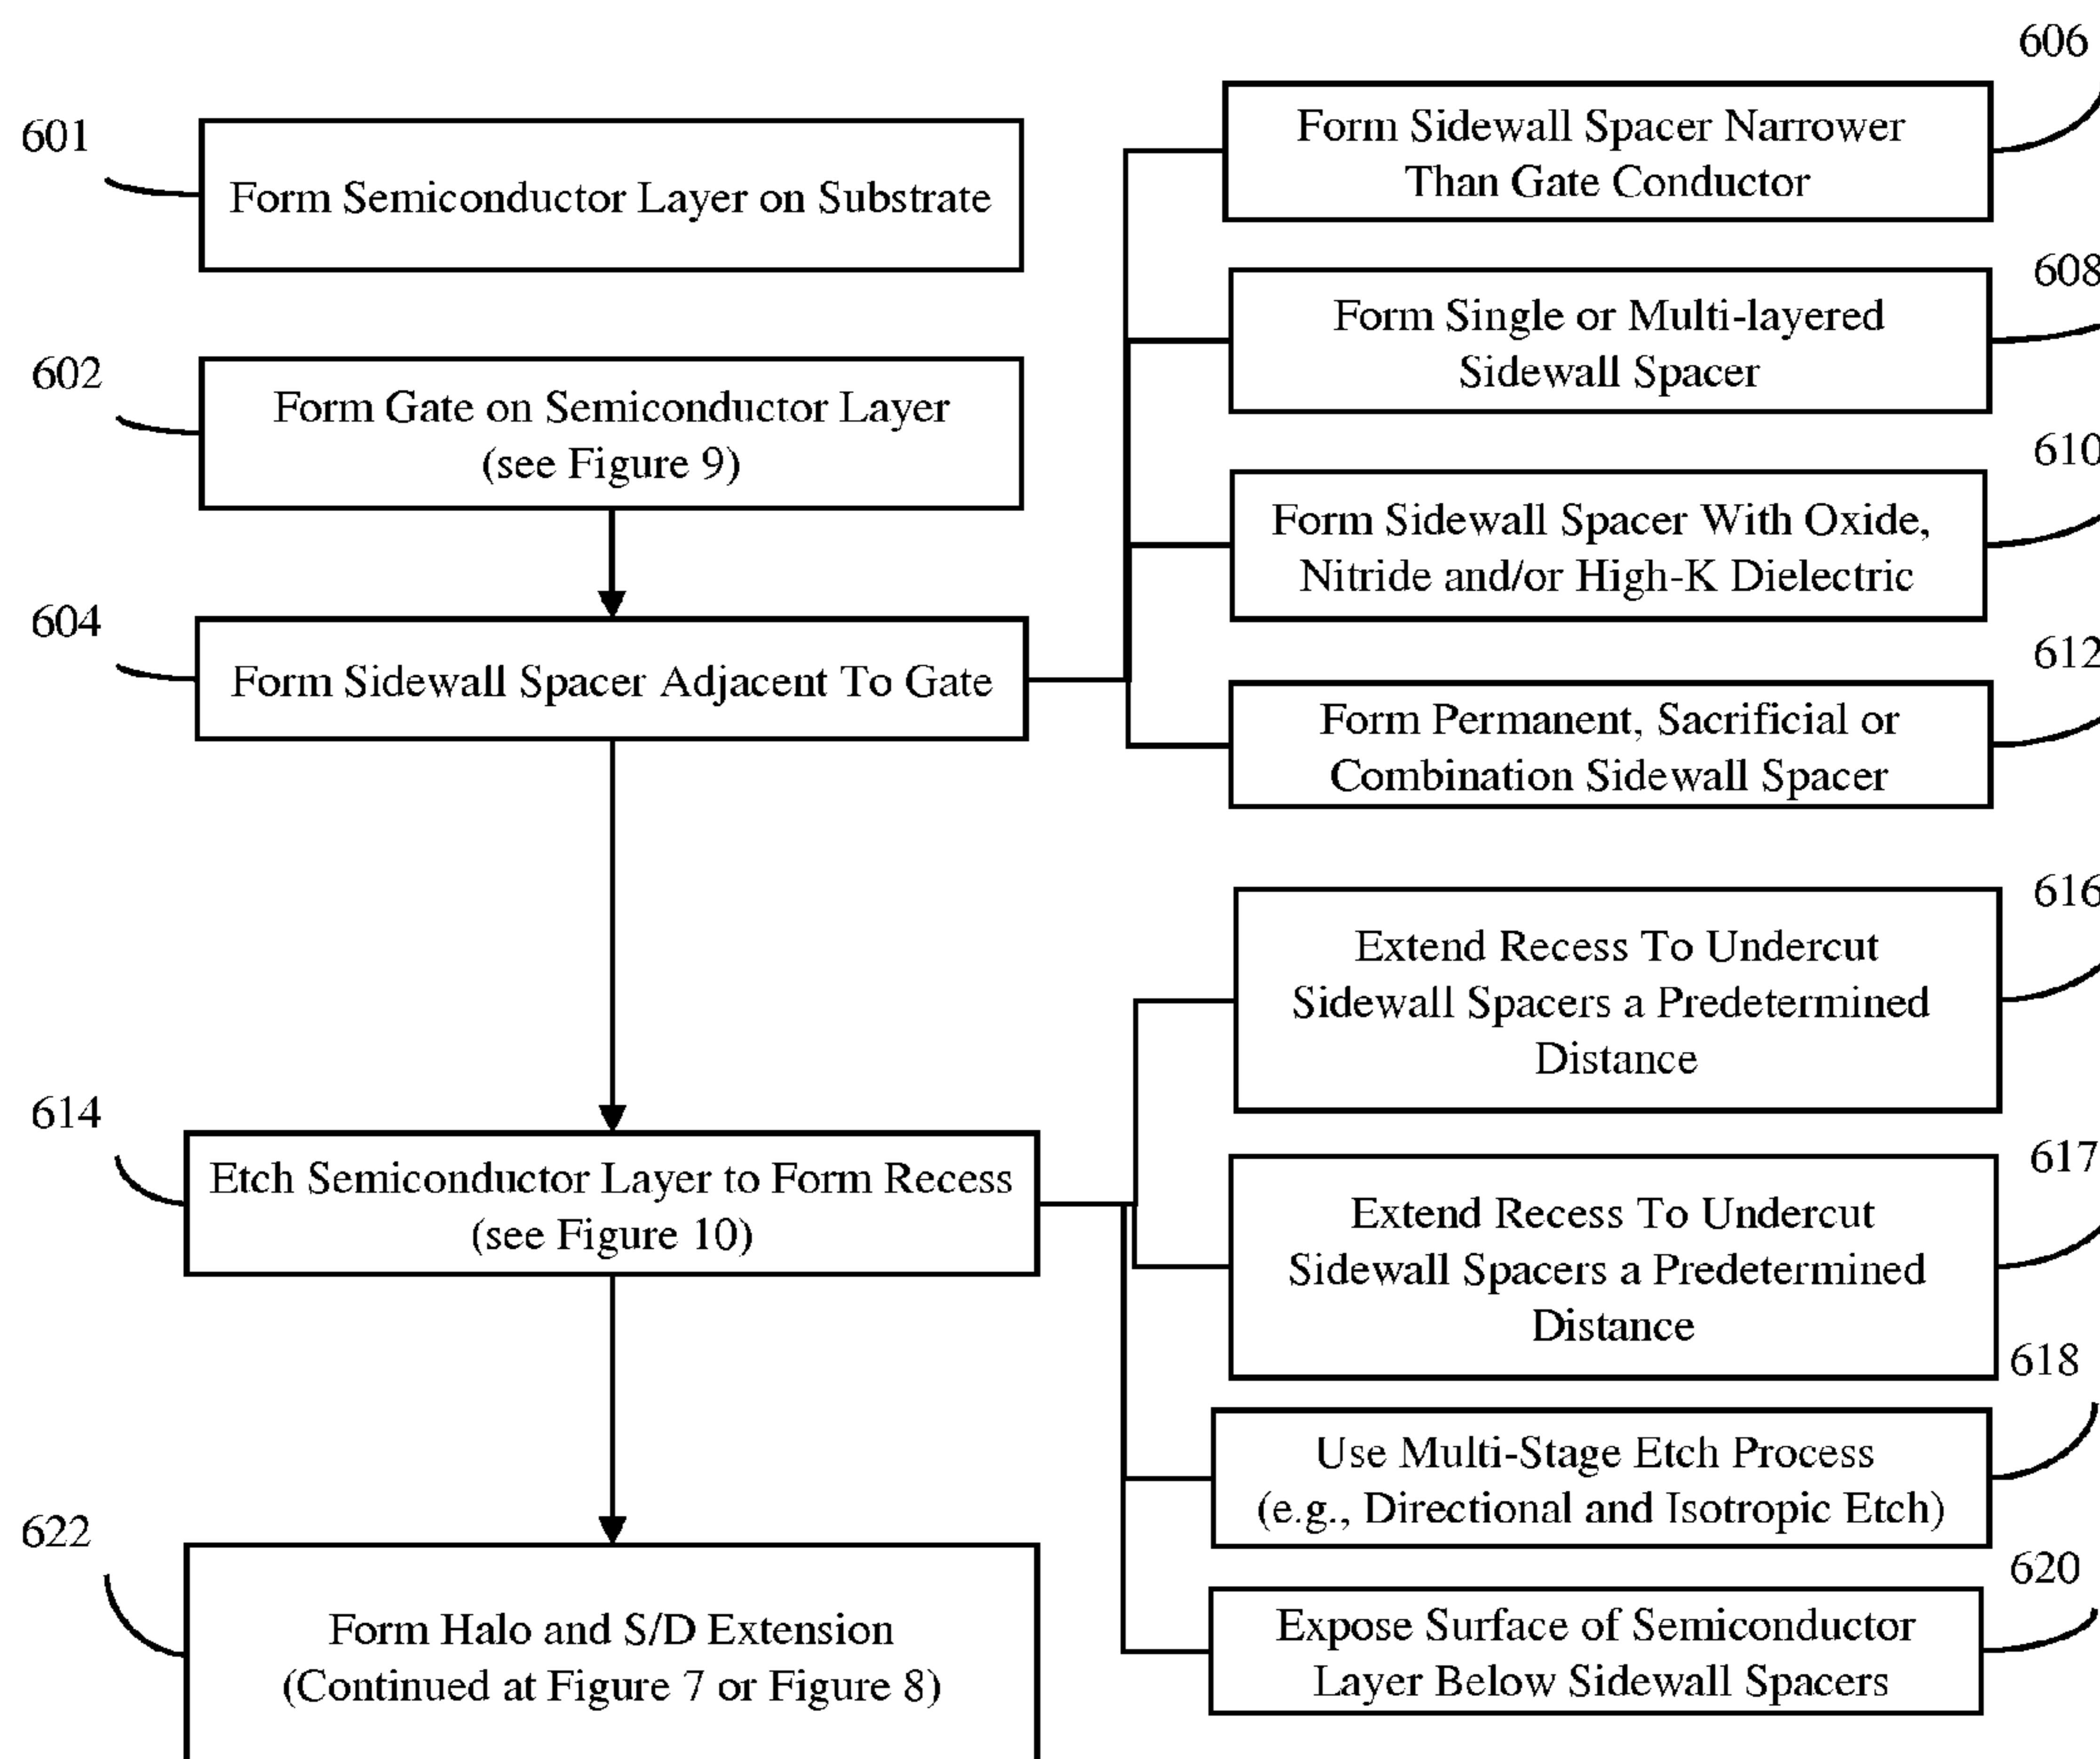 601
Form Semiconductor Layer on Substrate
602
Form Gate on Semiconductor Layer
(see Figure 9)
604
Form Sidewall Spacer Adjacent To Gate
606
Form Sidewall Spacer Narrower
Than Gate Conductor
608
Form Single or Multi-layered
Sidewall Spacer
610
Form Sidewall Spacer With Oxide,
Nitride and/or High-K Dielectric
612
Form Permanent, Sacrificial or
Combination Sidewall Spacer
614
Etch Semiconductor Layer to Form Recess
(see Figure 10)
616
Extend Recess To Undercut
Sidewall Spacers a Predetermined
Distance
617
Extend Recess To Undercut
Sidewall Spacers a Predetermined
Distance
618
Use Multi-Stage Etch Process
(e.g., Directional and Isotropic Etch)
620
Expose Surface of Semiconductor
Layer Below Sidewall Spacers
622
Form Halo and S/D Extension
(Continued at Figure 7 or Figure 8)